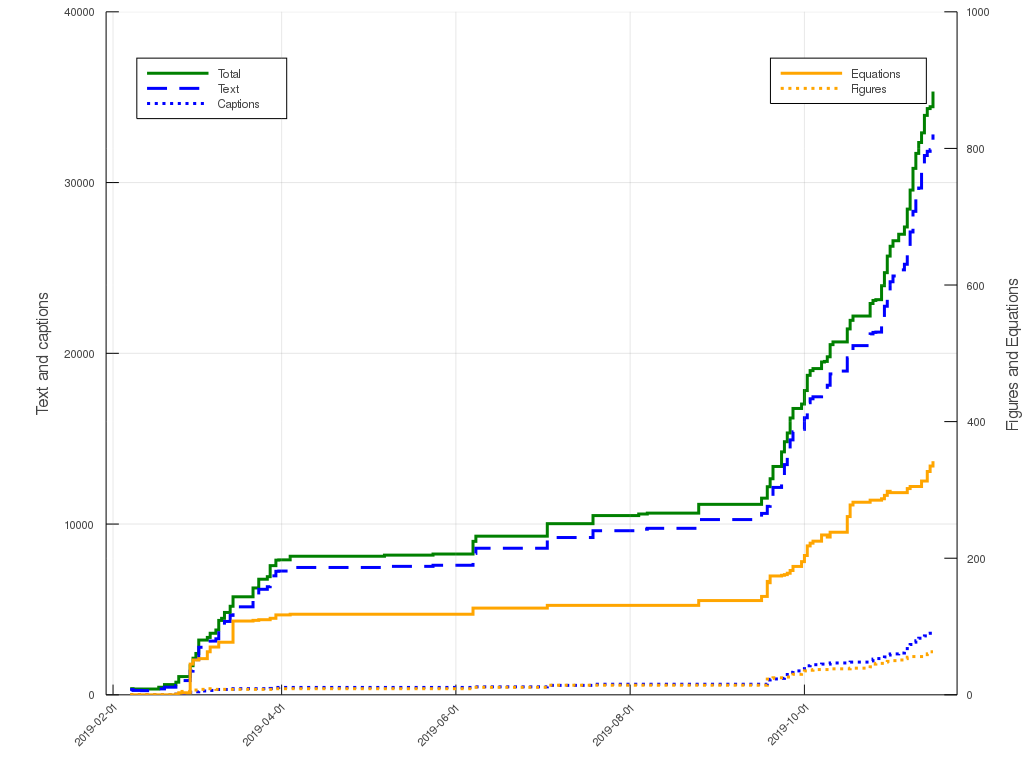 40000
30000
20000
10000
0
1000
800
600
400
200
0
Total
Text
Captions
Equations
Figures
Text and captions
Figures and Equations
2019-02-01
2019-04-01
2019-06-01
2019-08-01
2019-10-01